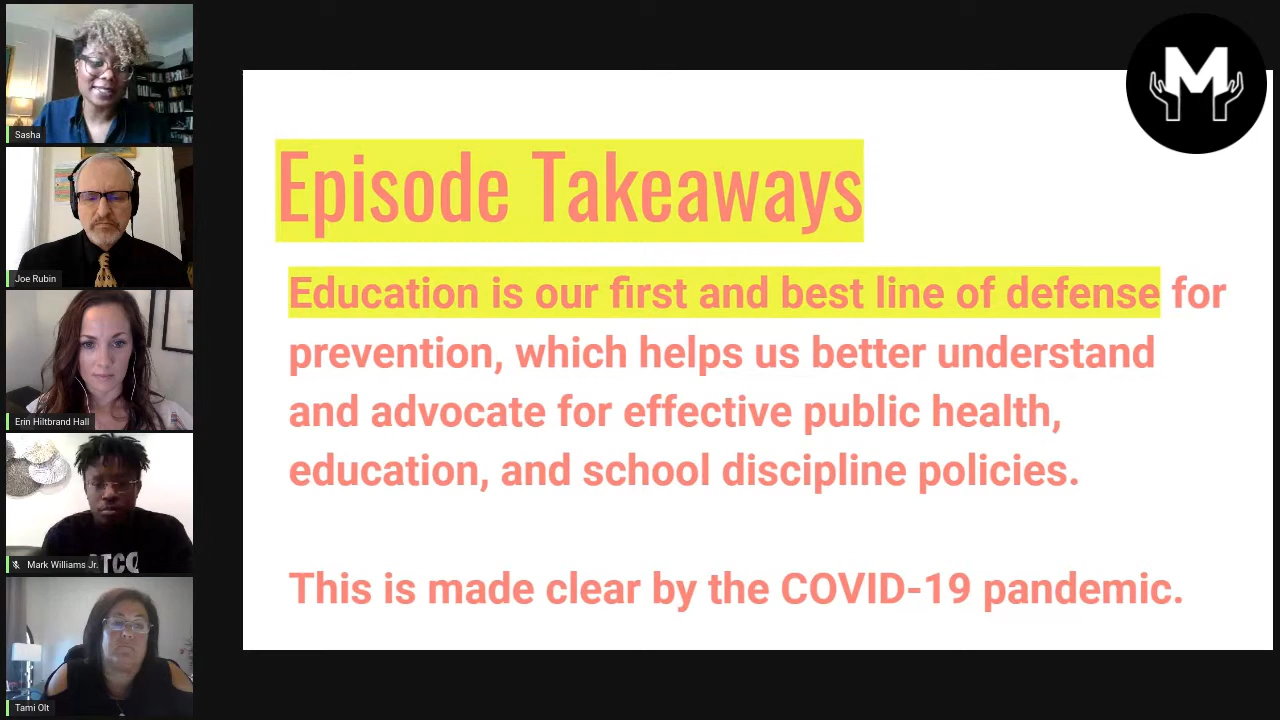 Sasha
Joe Rubin
Erin Hiltbrand Hall
ATCQ
Mark Williams Jr.
Tami Olt
M
Episode Takeaways
Education is our first and best line of defense for
prevention, which helps us better understand
and advocate for effective public health,
education, and school discipline policies.
This is made clear by the COVID-19 pandemic.